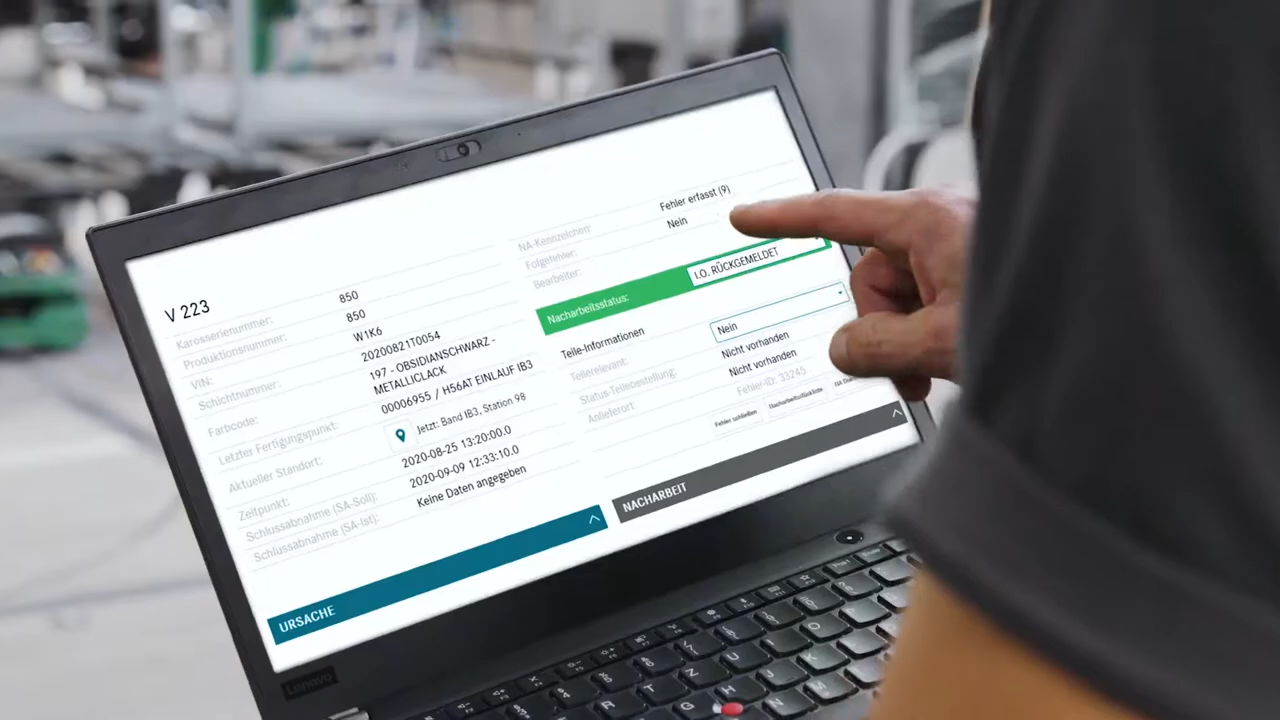 V 223
Karosserienummer: 850
Produktionsnummer: 850
VIN: W1K6
Schichtnummer: 20200821T0054
Farbcode: 197 - OBSIDIANSCHWARZ -
METALLICLACK
Letzter Fertigungspunkt: 00006955 / H56AT EINLAUF IB3
Aktueller Standort: Jetzt: Band IB3, Station 98
Zeitpunkt: 2020-08-25 13:20:00.0
Schlussabnahme (SA-Soll): 2020-09-09 12:33:10.0
Schlussabnahme (SA-Ist): Keine Daten angegeben
NA-Kennzeichen: Fehler erfasst (9)
Folgefehler: Nein
Bearbeiter:
Nacharbeitsstatus: I.O. RÜCKGEMELDET
Teile-Informationen
Teilerelevant: Nein
Status-Teilebestellung: Nicht vorhanden
Anlieferort: Nicht vorhanden
Fehler-ID: 33245
Fehler schließen
URSACHE
NACHARBEIT
Lenovo